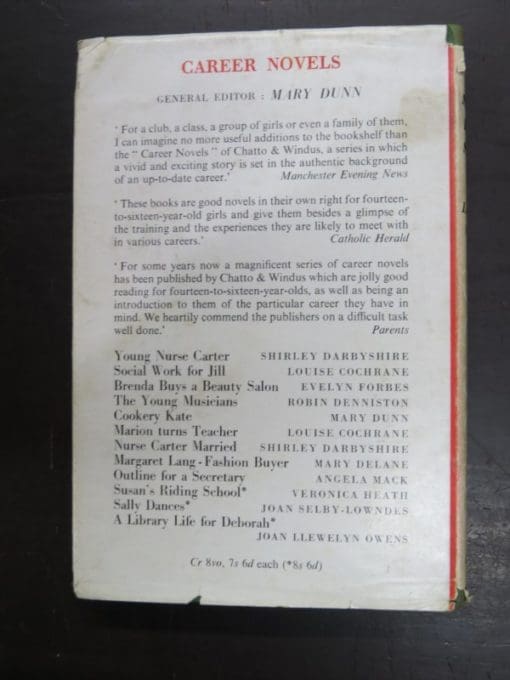 CAREER NOVELS
GENERAL EDITOR : MARY DUNN
' For a club, a class, a group of girls or even a family of them,
I can imagine no more useful additions to the bookshelf than
the " Career Novels " of Chatto & Windus, a series in which
a vivid and exciting story is set in the authentic background
of an up-to-date career.' Manchester Evening News
' These books are good novels in their own right for fourteen-
to-sixteen-year-old girls and give them besides a glimpse of
the training and the experiences they are likely to meet with
in various careers.' Catholic Herald
' For some years now a magnificent series of career novels
has been published by Chatto & Windus which are jolly good
reading for fourteen-to-sixteen-year-olds, as well as being an
introduction to them of the particular career they have in
mind. We heartily commend the publishers on a difficult task
well done.' Parents
Young Nurse Carter SHIRLEY DARBYSHIRE
Social Work for Jill LOUISE COCHRANE
Brenda Buys a Beauty Salon EVELYN FORBES
The Young Musicians ROBIN DENNISTON
Cookery Kate MARY DUNN
Marion turns Teacher LOUISE COCHRANE
Nurse Carter Married SHIRLEY DARBYSHIRE
Margaret Lang - Fashion Buyer MARY DELANE
Outline for a Secretary ANGELA MACK
Susan's Riding School* VERONICA HEATH
Sally Dances* JOAN SELBY-LOWNDES
A Library Life for Deborah*
JOAN LLEWELYN OWENS
Cr 8vo, 7s 6d each (*8s 6d)